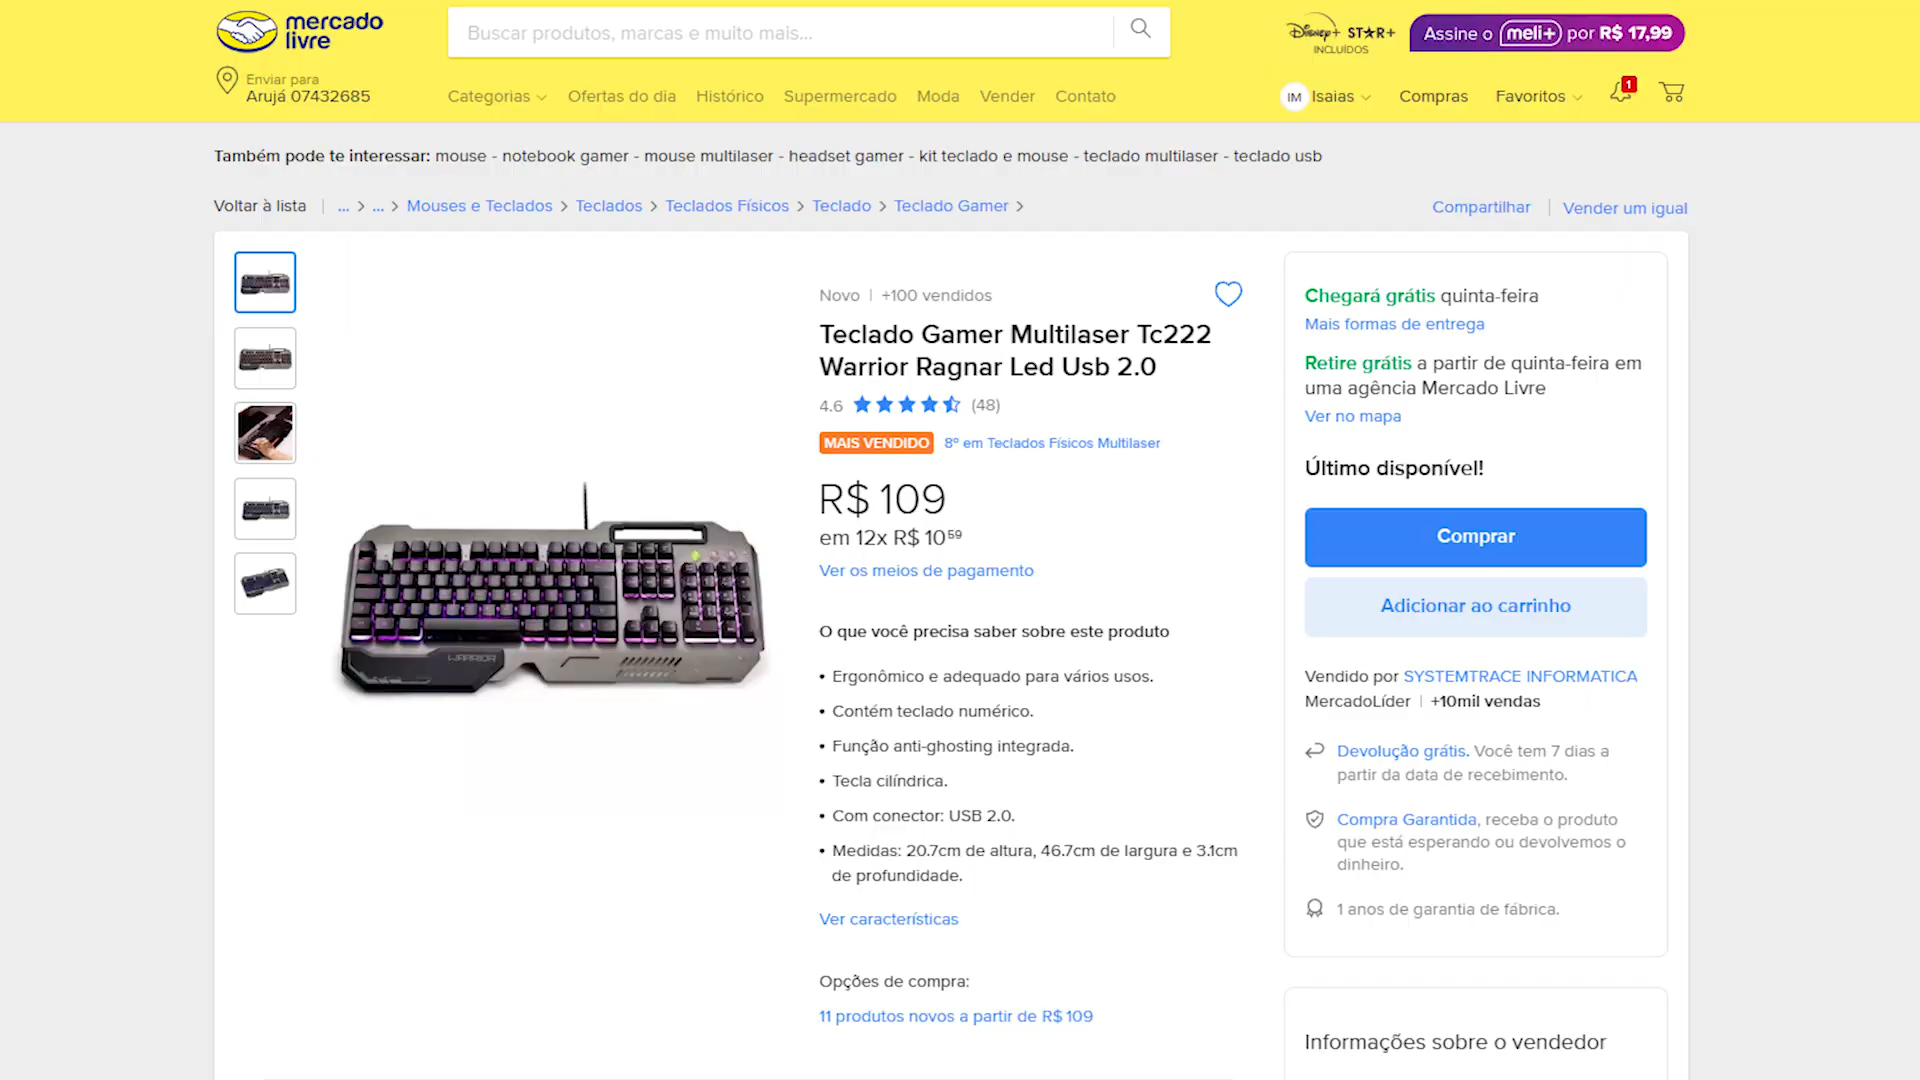 mercado
livre
Buscar produtos, marcas e muito mais...
Disney+ STAR+
INCLUÍDOS
Assine o meli+ por R$ 17,99
Enviar para
Arujá 07432685
Categorias Ofertas do dia Histórico Supermercado Moda Vender Contato
IM Isaias Compras Favoritos 1
Também pode te interessar: mouse - notebook gamer - mouse multilaser - headset gamer - kit teclado e mouse - teclado multilaser - teclado usb
Voltar à lista | ... > ... > Mouses e Teclados > Teclados > Teclados Físicos > Teclado > Teclado Gamer >
Compartilhar | Vender um igual
WARRIOR
Novo | +100 vendidos
Teclado Gamer Multilaser Tc222
Warrior Ragnar Led Usb 2.0
4.6 (48)
MAIS VENDIDO 8º em Teclados Físicos Multilaser
R$ 109
em 12x R$ 10 59
Ver os meios de pagamento
O que você precisa saber sobre este produto
• Ergonômico e adequado para vários usos.
• Contém teclado numérico.
• Função anti-ghosting integrada.
• Tecla cilíndrica.
• Com conector: USB 2.0.
• Medidas: 20.7cm de altura, 46.7cm de largura e 3.1cm
de profundidade.
Ver características
Opções de compra:
11 produtos novos a partir de R$ 109
Chegará grátis quinta-feira
Mais formas de entrega
Retire grátis a partir de quinta-feira em
uma agência Mercado Livre
Ver no mapa
Último disponível!
Comprar
Adicionar ao carrinho
Vendido por SYSTEMTRACE INFORMATICA
MercadoLíder | +10mil vendas
Devolução grátis. Você tem 7 dias a
partir da data de recebimento.
Compra Garantida, receba o produto
que está esperando ou devolvemos o
dinheiro.
1 anos de garantia de fábrica.
Informações sobre o vendedor